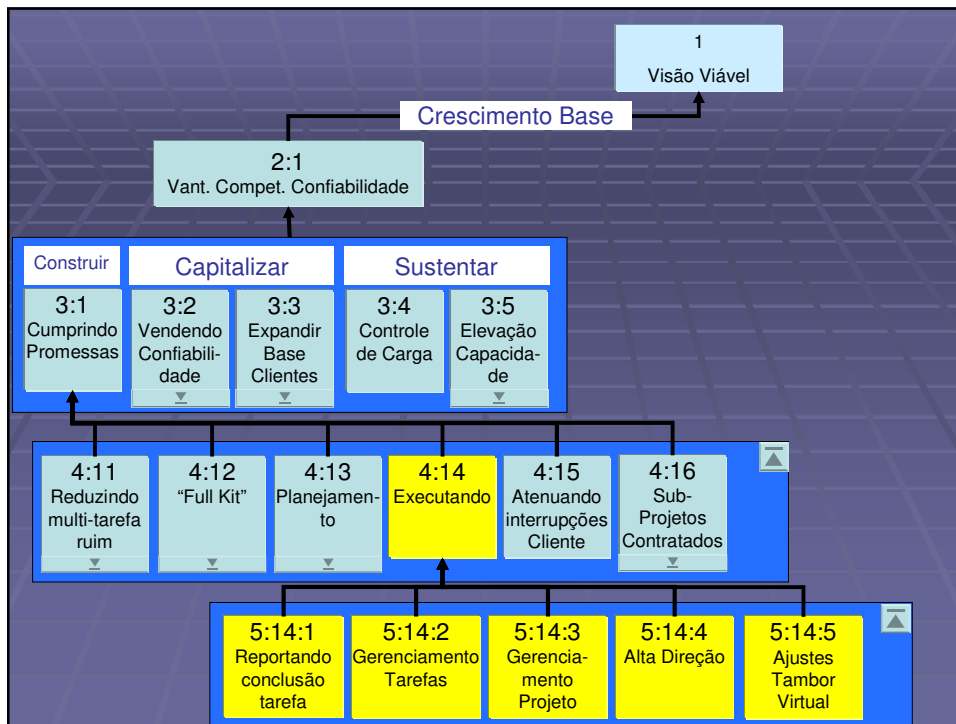 1
Visão Viável
Crescimento Base
2:1
Vant. Compet. Confiabilidade
Construir
Capitalizar
Sustentar
3:1
Cumprindo
Promessas
3:2
Vendendo
Confiabili-
dade
3:3
Expandir
Base
Clientes
3:4
Controle
de Carga
3:5
Elevação
Capacida-
de
4:11
Reduzindo
multi-tarefa
ruim
4:12
“Full Kit”
4:13
Planejamen-
to
4:14
Executando
4:15
Atenuando
interrupções
Cliente
4:16
Sub-
Projetos
Contratados
5:14:1
Reportando
conclusão
tarefa
5:14:2
Gerenciamento
Tarefas
5:14:3
Gerencia-
mento
Projeto
5:14:4
Alta Direção
5:14:5
Ajustes
Tambor
Virtual